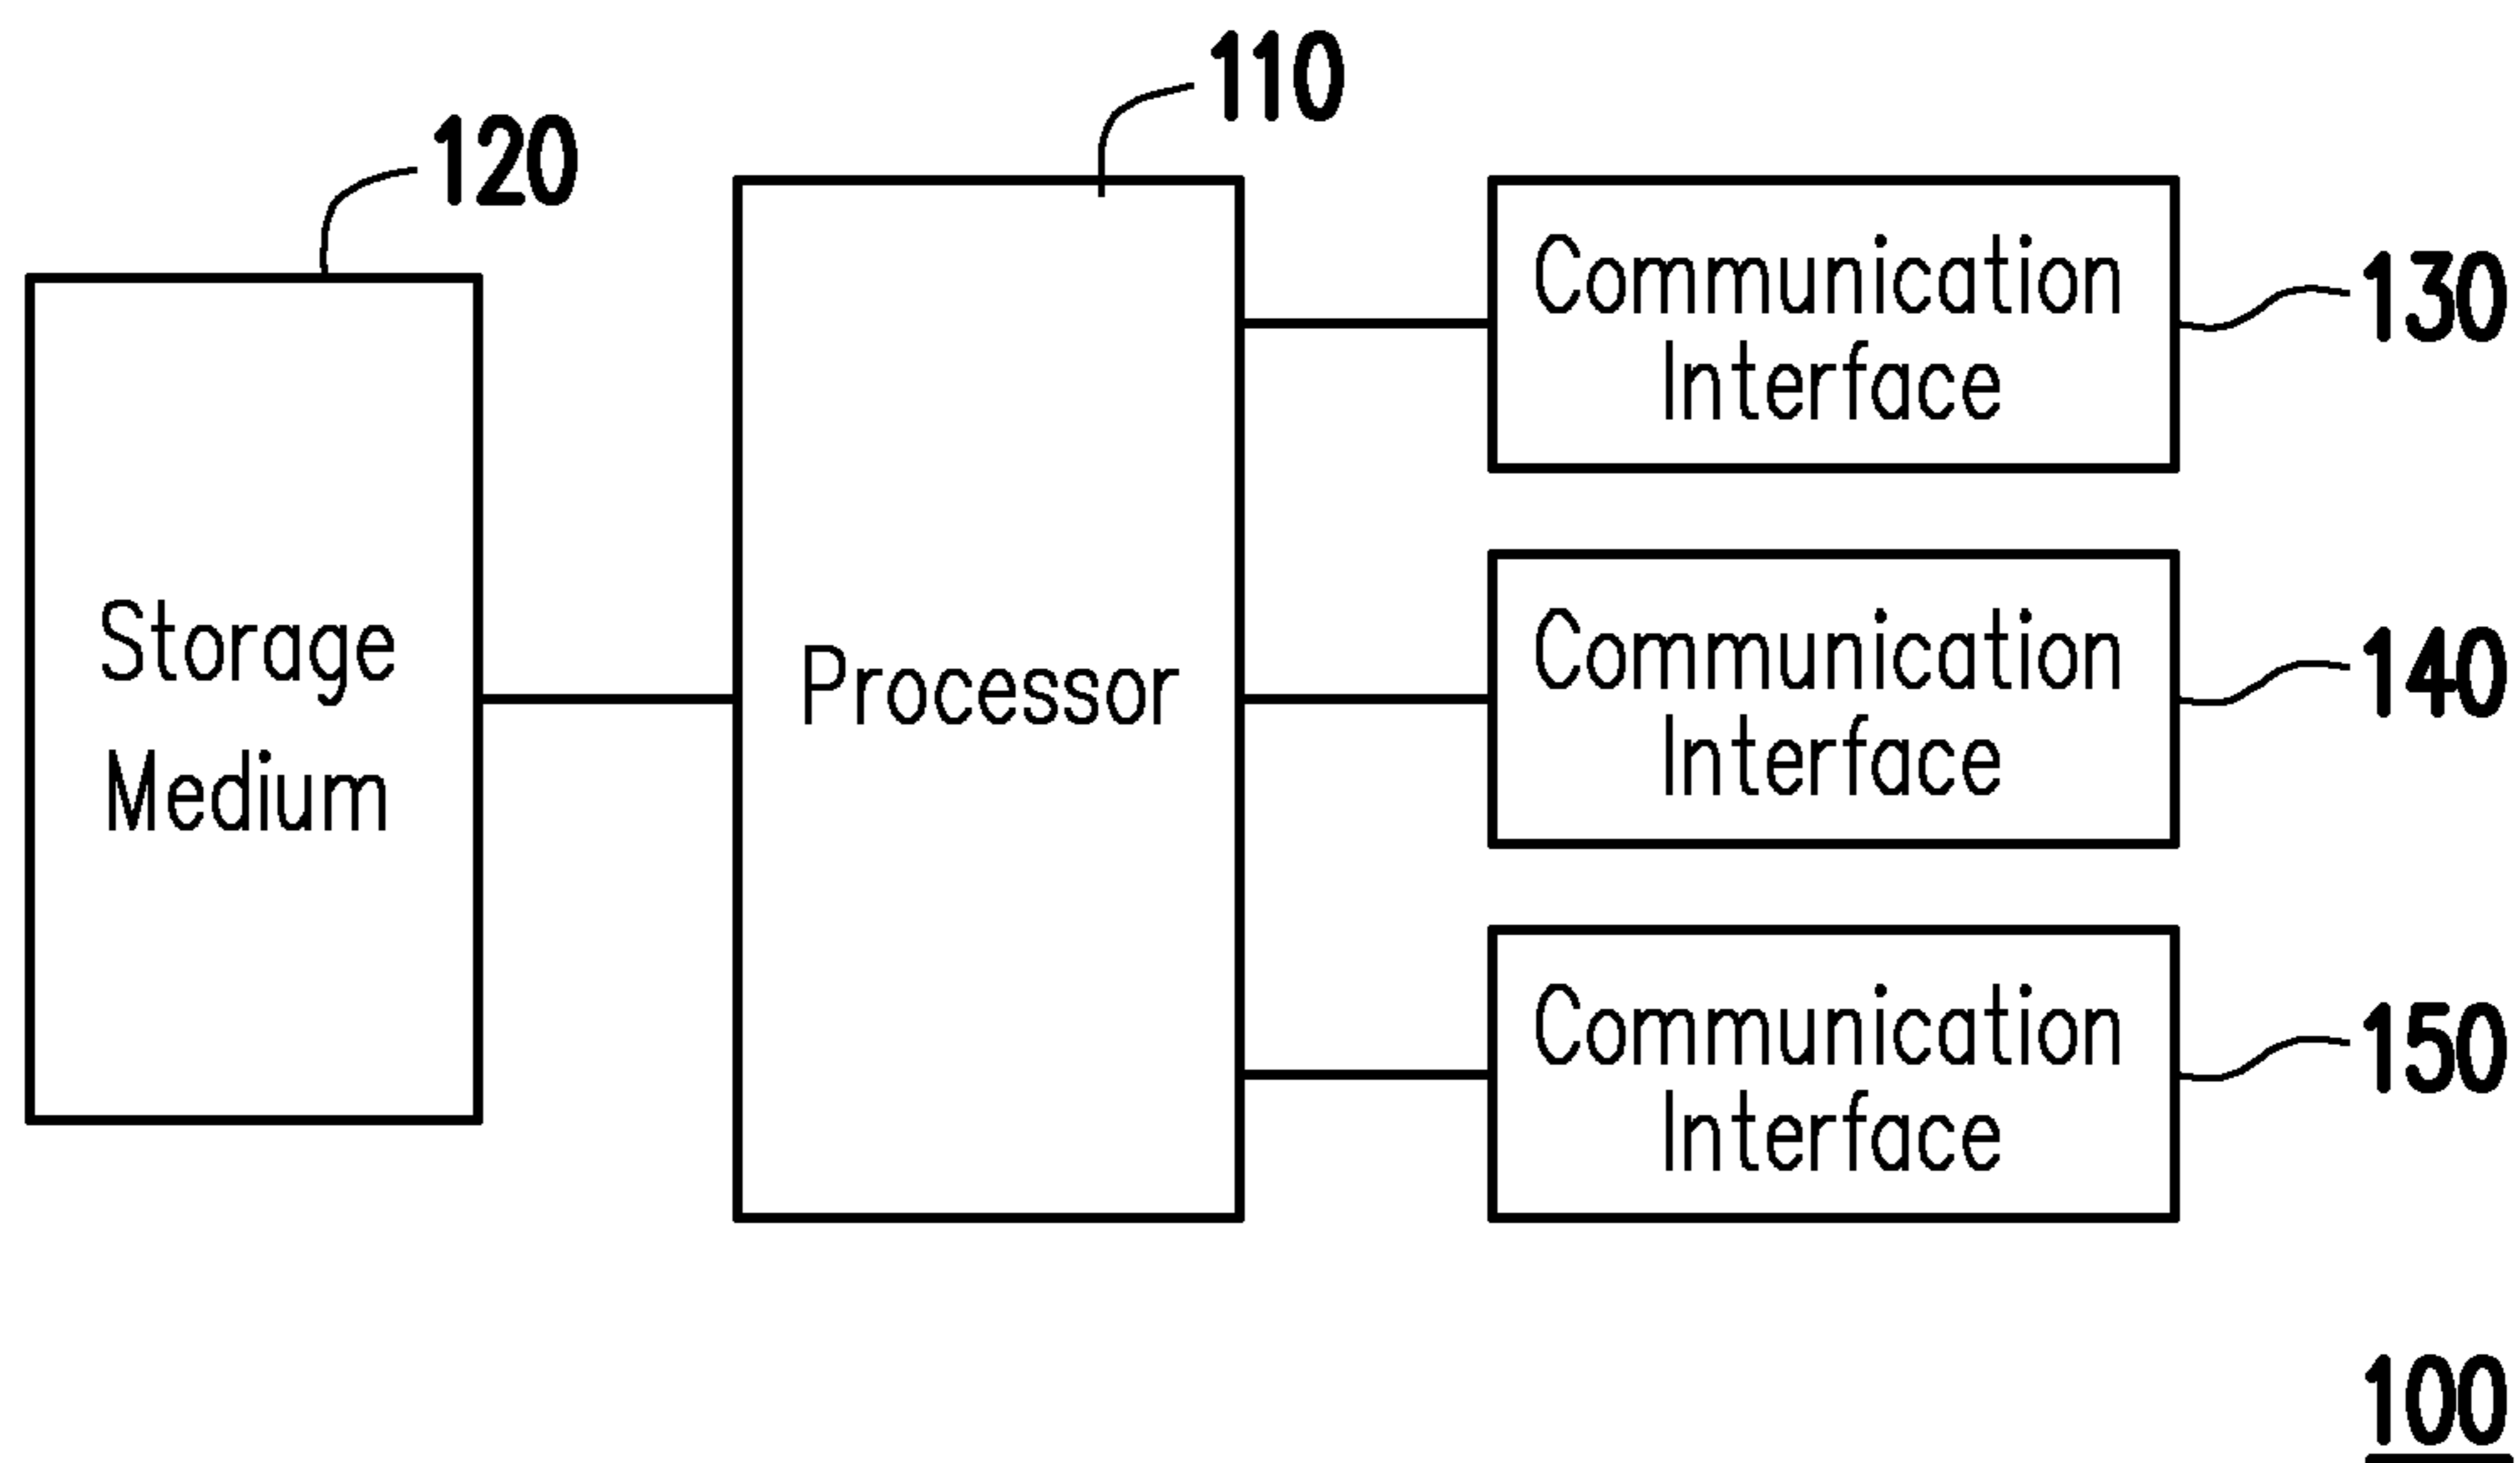 110
120
Communication
Interface
130
Storage
Medium
Processor
Communication
Interface
140
Communication
Interface
150
100